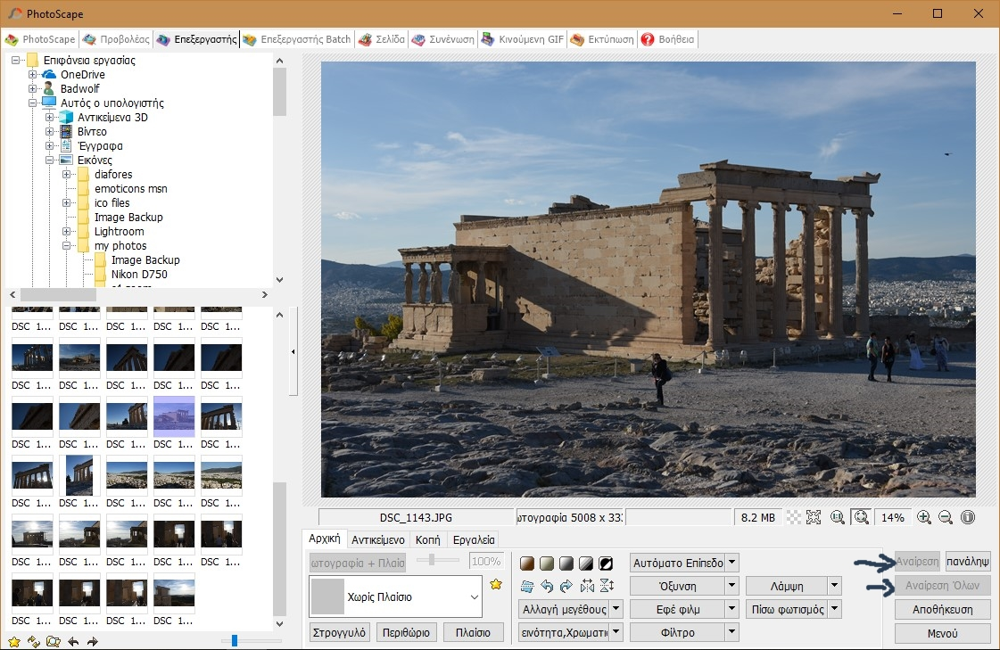 PhotoScape
PhotoScape Προβολέας Επεξεργαστής Επεξεργαστής Batch Σελίδα Συνένωση Κινούμενη GIF Εκτύπωση Βοήθεια
Επιφάνεια εργασίας
OneDrive
Badwolf
Αυτός ο υπολογιστής
Αντικείμενα 3D
Βίντεο
Έγγραφα
Εικόνες
diafores
emoticons msn
ico files
Image Backup
Lightroom
my photos
Image Backup
Nikon D750
DSC 1... DSC 1... DSC 1... DSC 1... DSC 1...
DSC 1... DSC 1... DSC 1... DSC 1... DSC 1...
DSC 1... DSC 1... DSC 1... DSC 1... DSC 1...
DSC 1... DSC 1... DSC 1... DSC 1... DSC 1...
DSC 1... DSC 1... DSC 1... DSC 1... DSC 1...
DSC 1... DSC 1... DSC 1... DSC 1...
DSC_1143.JPG ωτογραφία 5008 x 33 8.2 MB 14%
Αρχική Αντικείμενο Κοπή Εργαλεία
ωτογραφία + Πλαίσ 100%
Χωρίς Πλαίσιο
Στρογγυλό Περιθώριο Πλαίσιο
Αυτόματο Επίπεδο
Όξυνση Λάμψη
Αλλαγή μεγέθους Εφέ φιλμ Πίσω φωτισμός
εινότητα,Χρωματι Φίλτρο
Αναίρεση πανάληψ
Αναίρεση Όλων
Αποθήκευση
Μενού